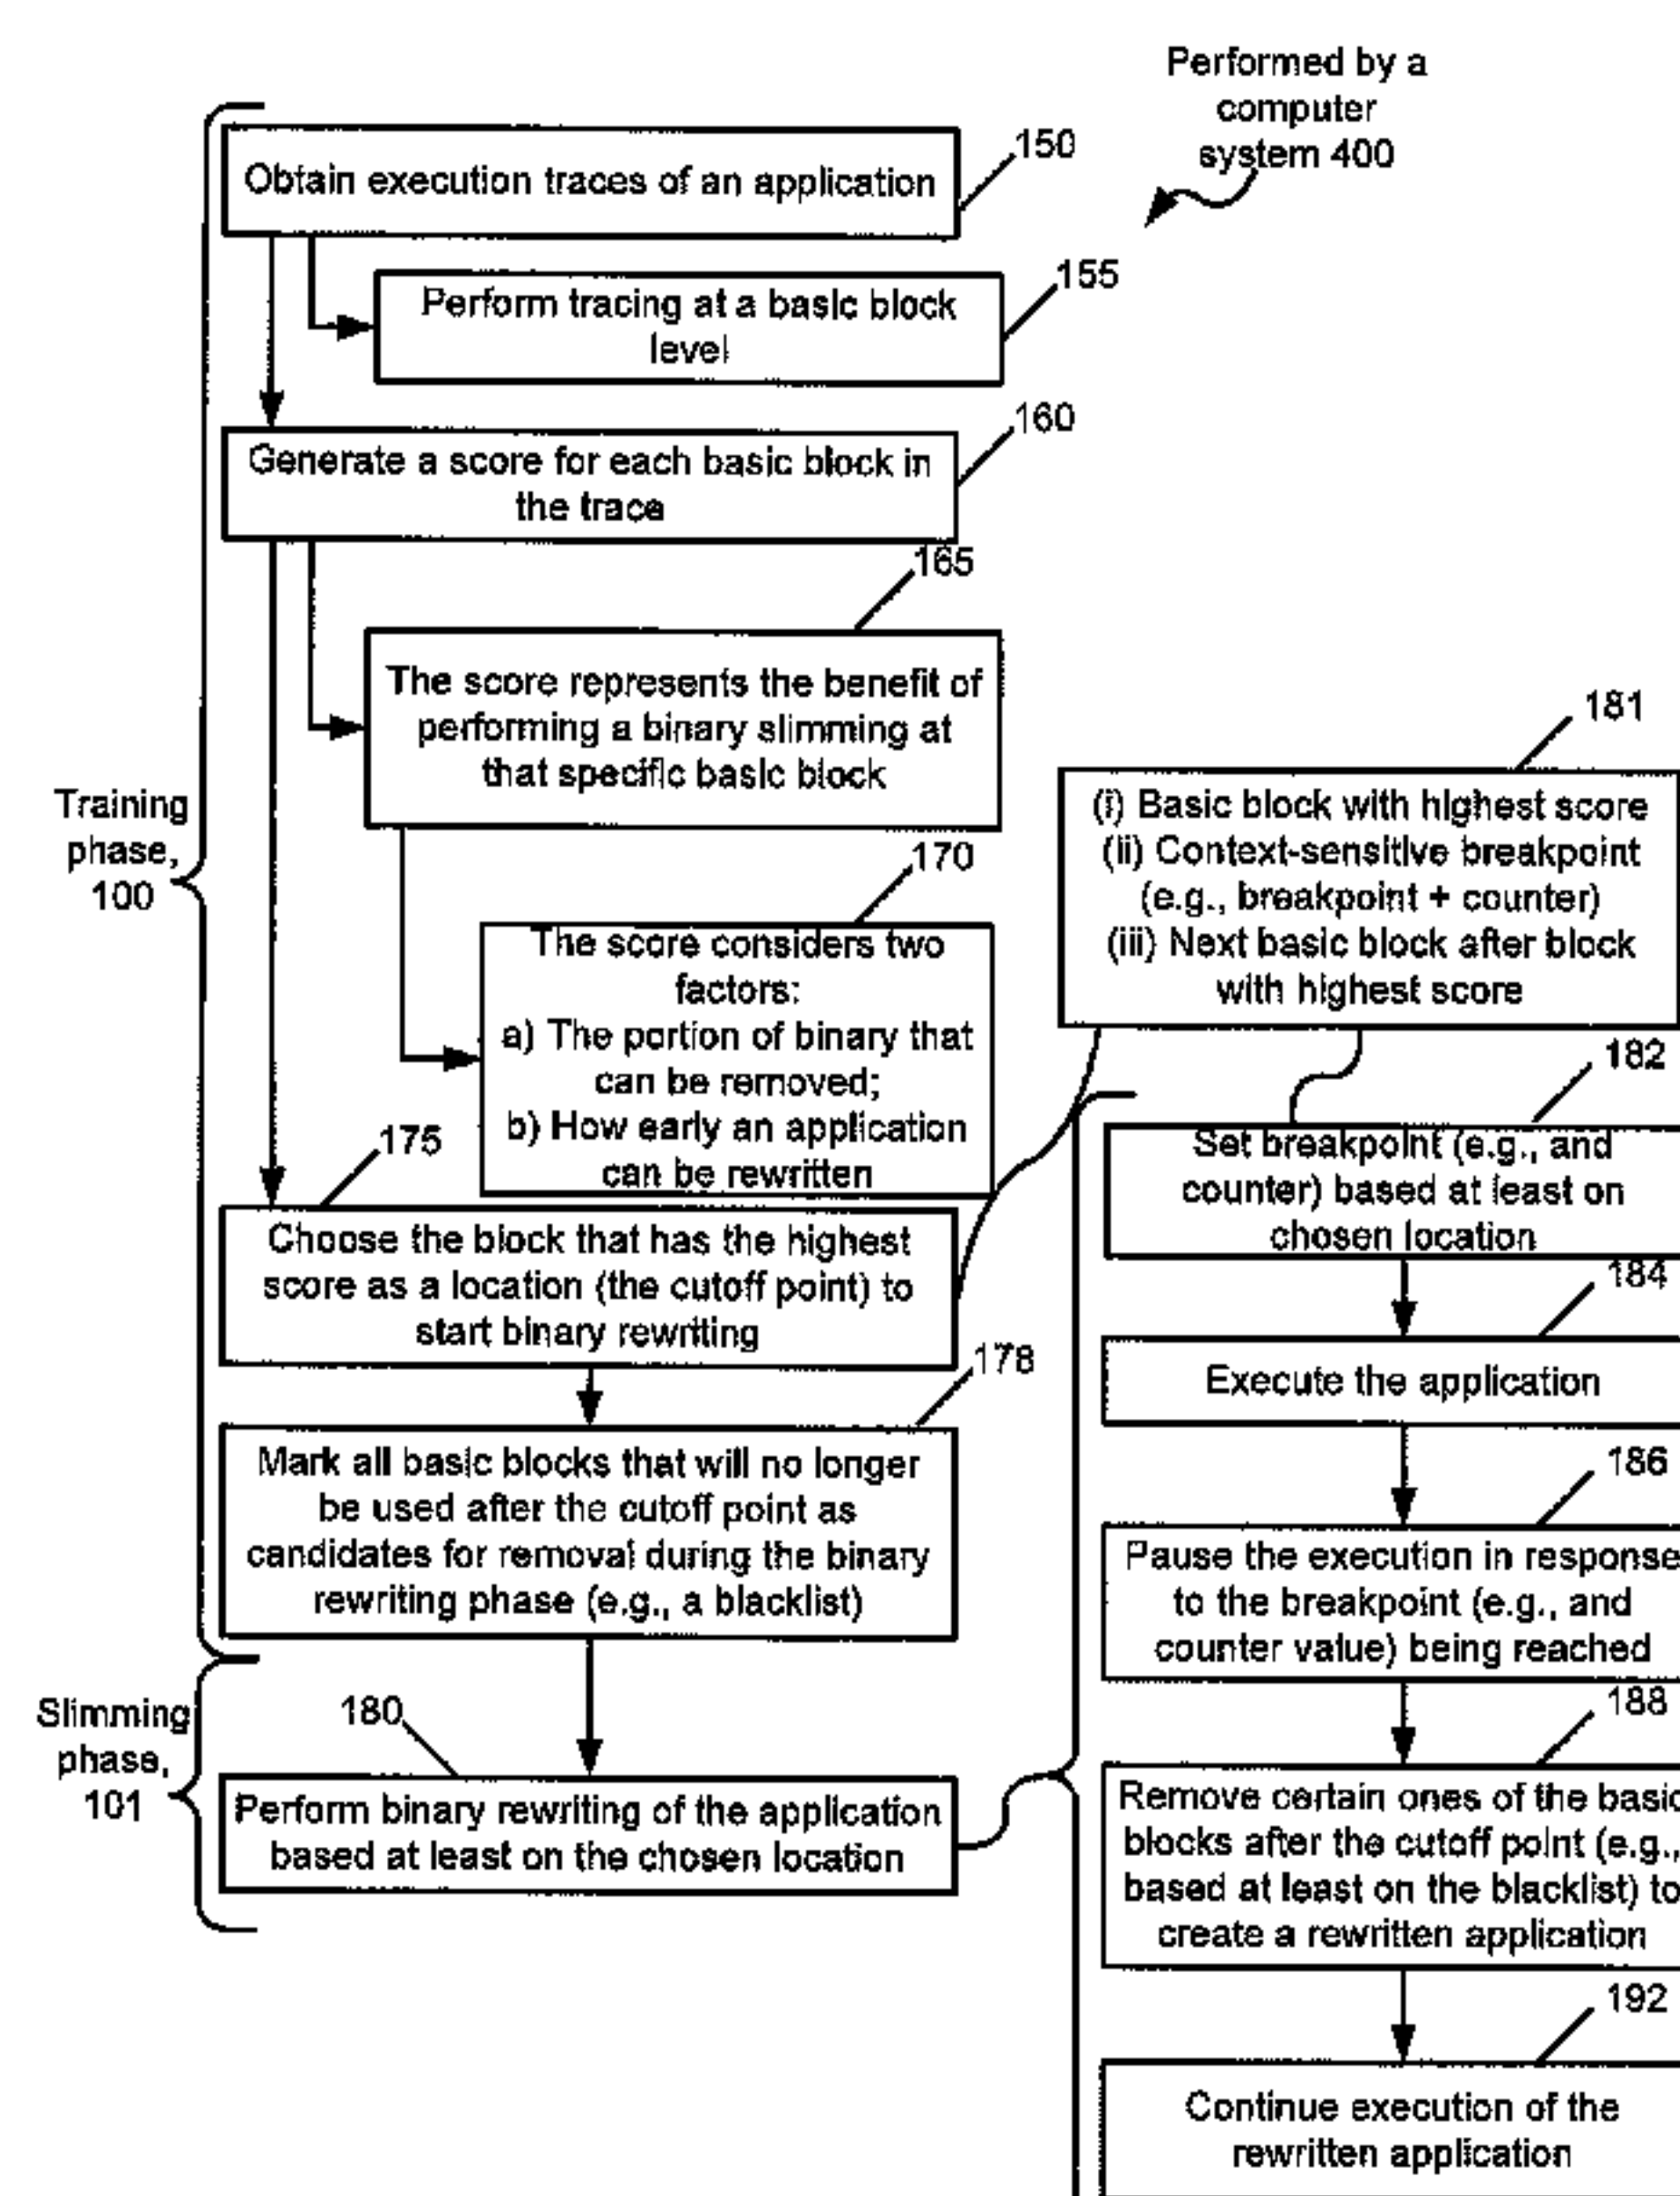 Performed by a
computer
system 400
150
Obtain execution traces of an application
155
Perform tracing at a basic block
level
160
Generate a score for each basic block in
the trace
165
The score represents the benefit of
performing a binary slimming at
that specific basic block
Training
phase,
100
170
The score considers two
factors:
a) The portion of binary that
can be removed;
b) How early an application
can be rewritten
175
Choose the block that has the highest
score as a location (the cutoff point) to
start binary rewriting
178
Mark all basic blocks that will no longer
be used after the cutoff point as
candidates for removal during the binary
rewriting phase (e.g., a blacklist)
Slimming
phase,
101
180
Perform binary rewriting of the application
based at least on the chosen location
181
(i) Basic block with highest score
(ii) Context-sensitive breakpoint
(e.g., breakpoint + counter)
(iii) Next basic block after block
with highest score
182
Set breakpoint (e.g., and
counter) based at least on
chosen location
184
Execute the application
186
Pause the execution in response
to the breakpoint (e.g., and
counter value) being reached
188
Remove certain ones of the basic
blocks after the cutoff point (e.g.,
based at least on the blacklist) to
create a rewritten application
192
Continue execution of the
rewritten application